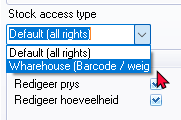 Stock access type
Default (all rights)
Default (all rights)
Wharehouse (Barcode / weig
Redigeer prys
Redigeer hoeveelheid